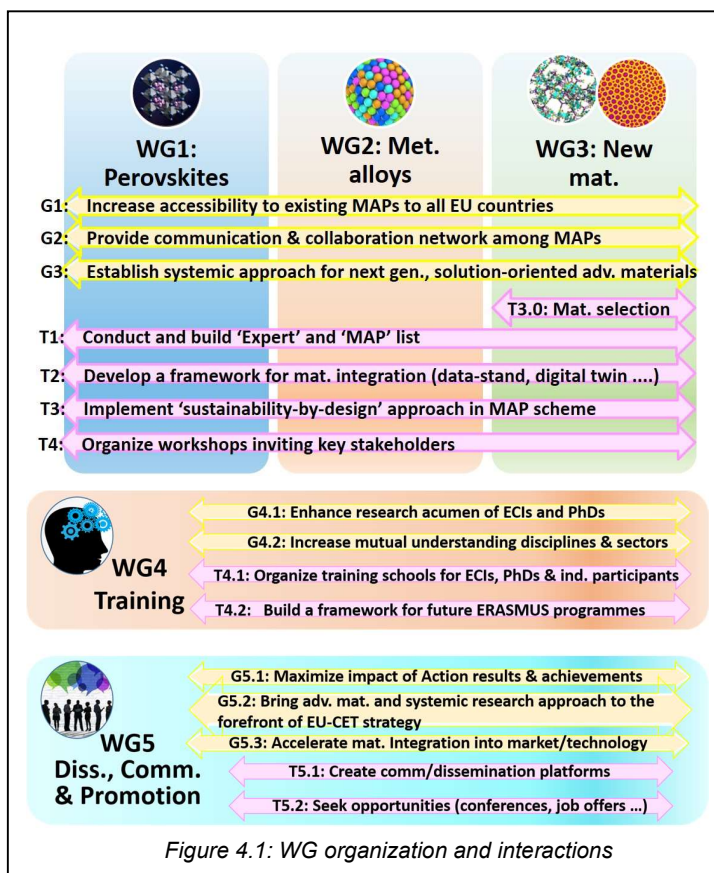 WG1:
Perovskites
WG2: Met.
alloys
WG3: New
mat.
G1: Increase accessibility to existing MAPs to all EU countries
G2: Provide communication & collaboration network among MAPs
G3: Establish systemic approach for next gen., solution-oriented adv. materials
T3.0: Mat. selection
T1: Conduct and build ‘Expert’ and ‘MAP’ list
T2: Develop a framework for mat. integration (data-stand, digital twin ....)
T3: Implement ‘sustainability-by-design’ approach in MAP scheme
T4: Organize workshops inviting key stakeholders
WG4
Training
G4.1: Enhance research acumen of ECIs and PhDs
G4.2: Increase mutual understanding disciplines & sectors
T4.1: Organize training schools for ECIs, PhDs & ind. participants
T4.2: Build a framework for future ERASMUS programmes
WG5
Diss., Comm.
& Promotion
G5.1: Maximize impact of Action results & achievements
G5.2: Bring adv. mat. and systemic research approach to the
forefront of EU-CET strategy
G5.3: Accelerate mat. Integration into market/technology
T5.1: Create comm/dissemination platforms
T5.2: Seek opportunities (conferences, job offers ...)
Figure 4.1: WG organization and interactions